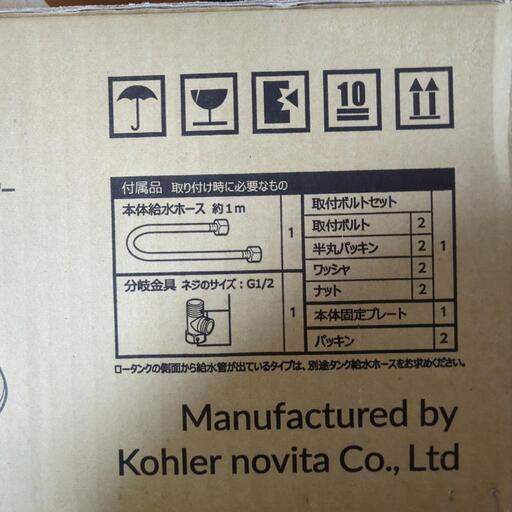 10
ー
付属品 取り付け時に必要なもの
本体給水ホース 約1m 1
分岐金具 ネジのサイズ：G1/2 1
取付ボルトセット 1
取付ボルト 2
半丸パッキン 2
ワッシャ 2
ナット 2
本体固定プレート 1
パッキン 2
ロータンクの側面から給水管が出ているタイプは、別途タンク給水ホースをお求めください。
Manufactured by
Kohler novita Co., Ltd